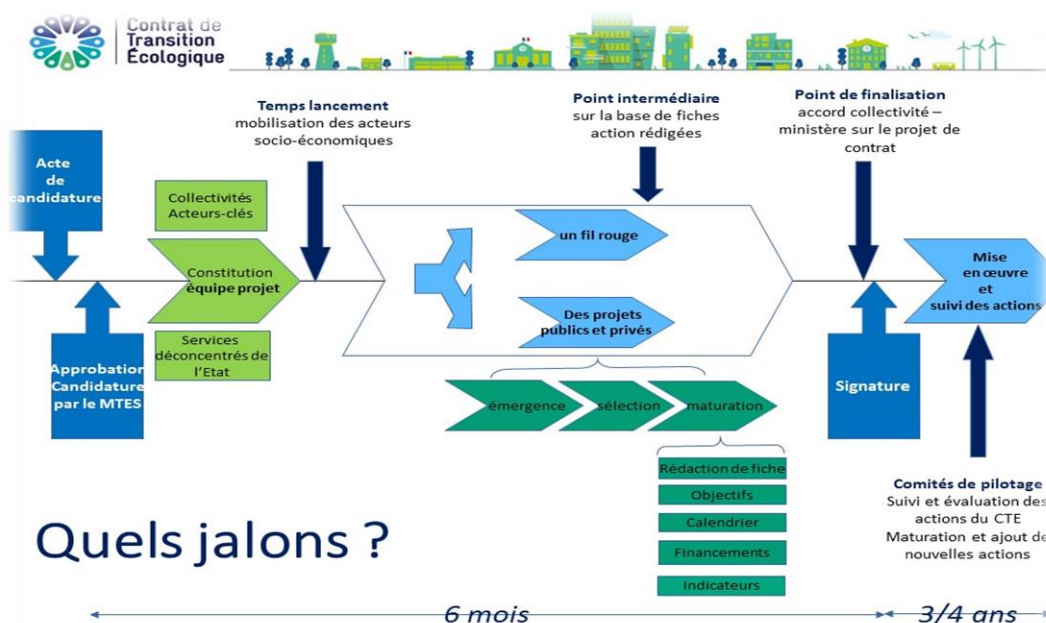 Contrat de
Transition
Écologique
Temps lancement
mobilisation des acteurs
socio-économiques
Point intermédiaire
sur la base de fiches
action rédigées
Point de finalisation
accord collectivité –
ministère sur le projet de
contrat
Acte
de
candidature
Collectivités
Acteurs-clés
Constitution
équipe projet
Services
déconcentrés de
l'Etat
Approbation
Candidature
par le MTES
un fil rouge
Des projets
publics et privés
émergence
sélection
maturation
Rédaction de fiche
Objectifs
Calendrier
Financements
Indicateurs
Signature
Mise
en œuvre
et
suivi des actions
Comités de pilotage
Suivi et évaluation des
actions du CTE
Maturation et ajout de
nouvelles actions
Quels jalons ?
6 mois
3/4 ans